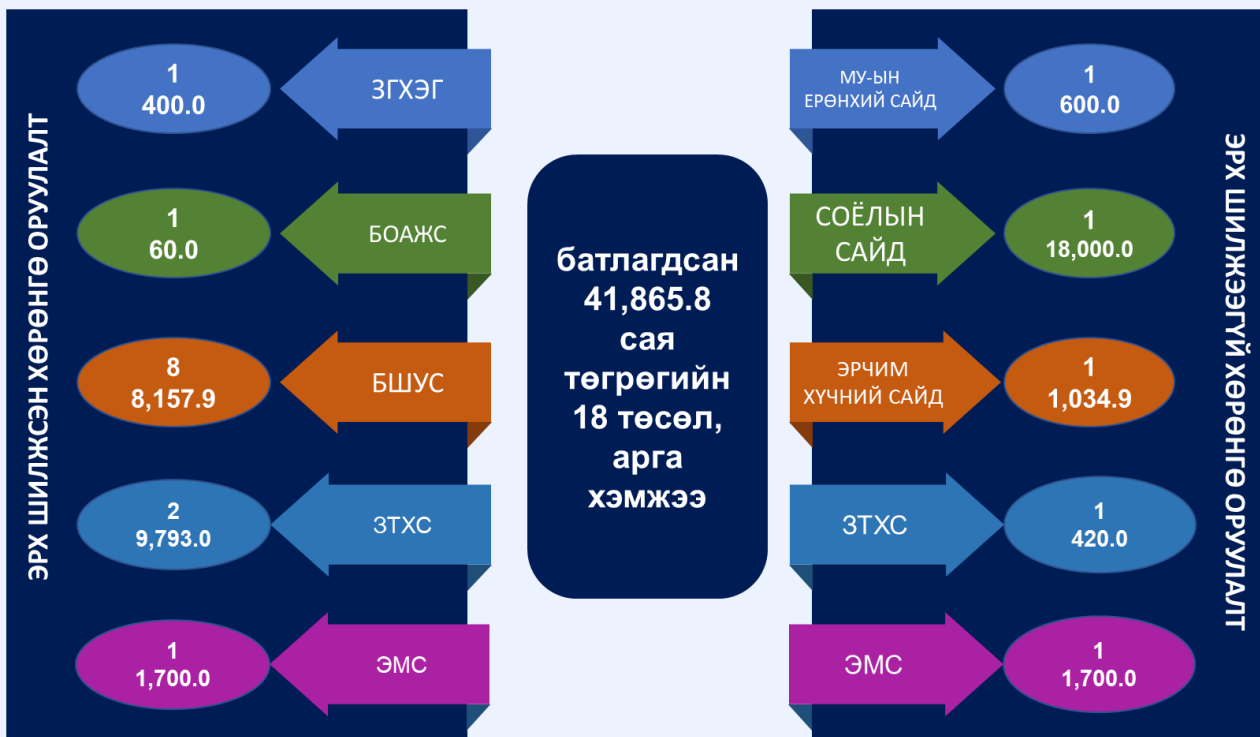 ЭРХ ШИЛЖСЭН ХӨРӨНГӨ ОРУУЛАЛТ
1
400.0
ЗГХЭГ
1
60.0
БОАЖС
8
8,157.9
БШУС
2
9,793.0
ЗТХС
1
1,700.0
ЭМС
батлагдсан
41,865.8
сая
төгрөгийн
18 төсөл,
арга
хэмжээ
МУ-ЫН
ЕРӨНХИЙ САЙД
1
600.0
СОЁЛЫН
САЙД
1
18,000.0
ЭРЧИМ
ХҮЧНИЙ САЙД
1
1,034.9
ЗТХС
1
420.0
ЭМС
1
1,700.0
ЭРХ ШИЛЖЭЭГҮЙ ХӨРӨНГӨ ОРУУЛАЛТ